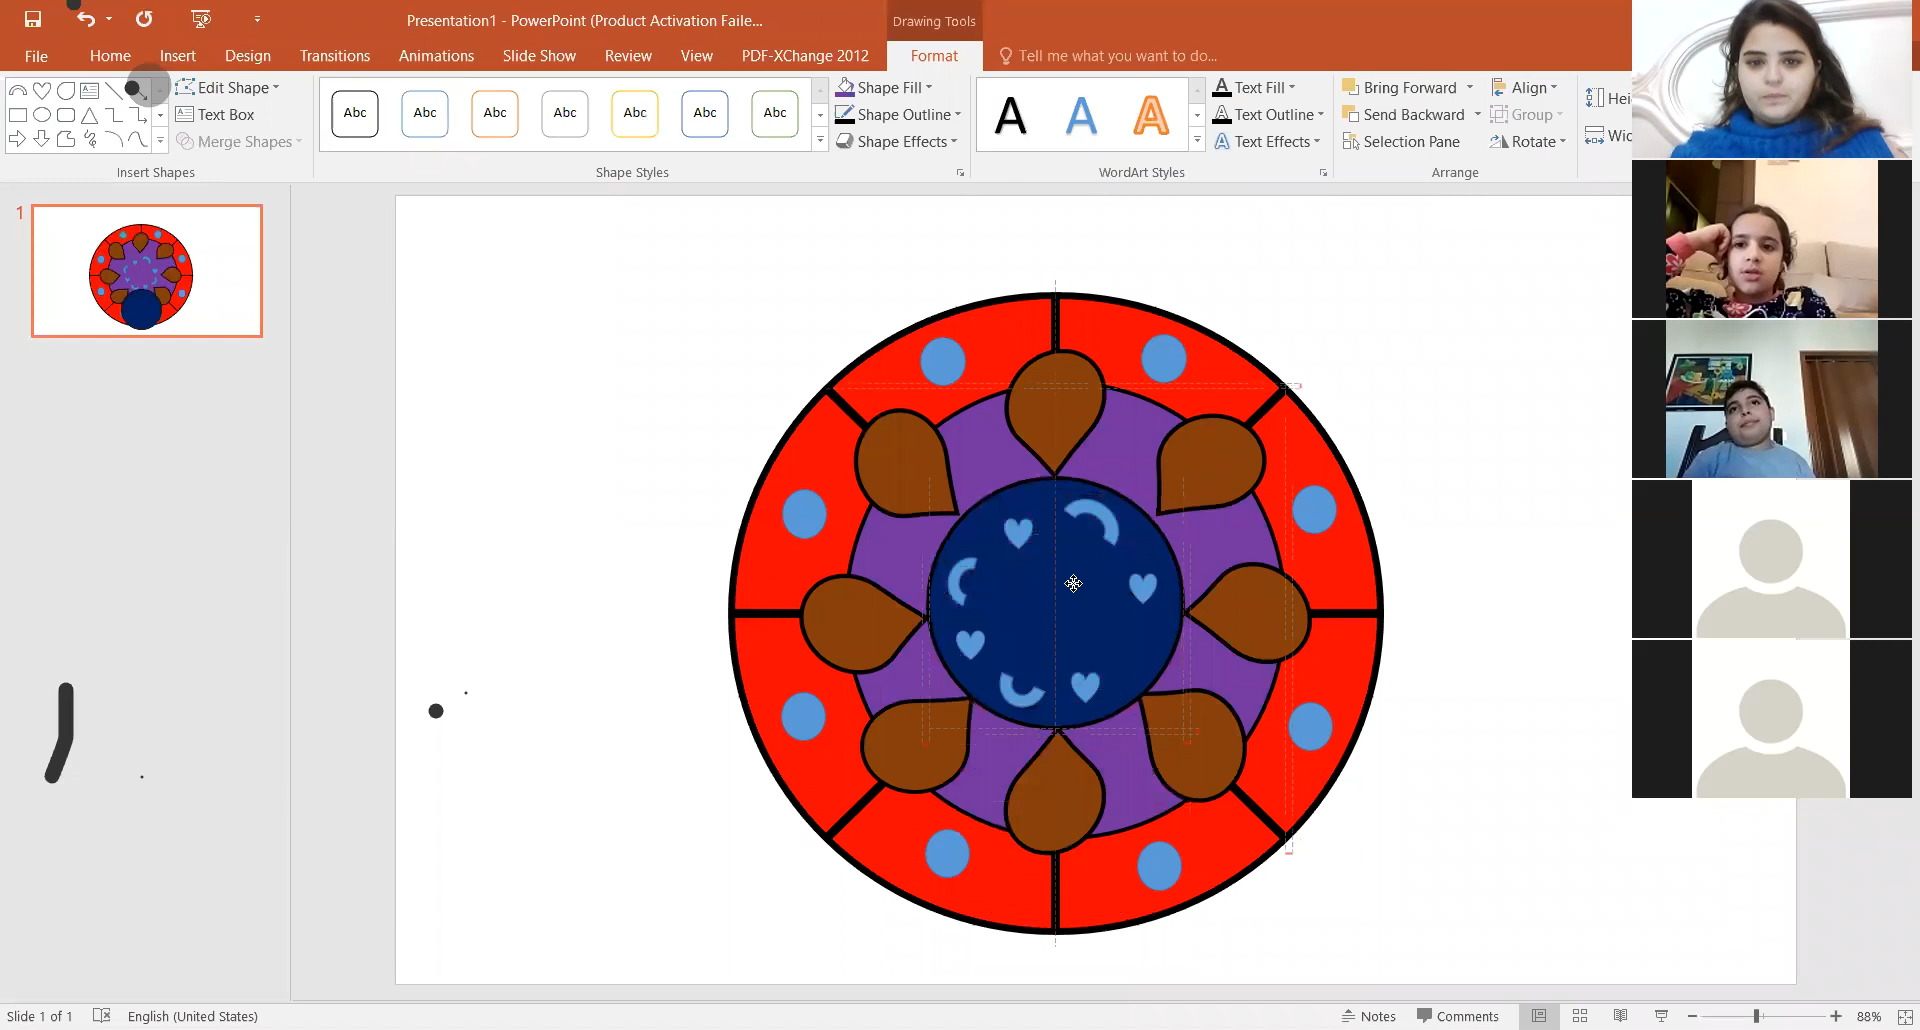 Presentation1 - PowerPoint (Product Activation Faile...
Drawing Tools
File Home Insert Design Transitions Animations Slide Show Review View PDF-XChange 2012 Format Tell me what you want to do...
Edit Shape
Text Box
Merge Shapes
Insert Shapes
Abc Abc Abc Abc Abc Abc Abc
Shape Styles
Shape Fill
Shape Outline
Shape Effects
A A A
WordArt Styles
Text Fill
Text Outline
Text Effects
Bring Forward
Send Backward
Selection Pane
Align
Group
Rotate
Arrange
Hei
Wid
1
Slide 1 of 1 English (United States) Notes Comments 88%